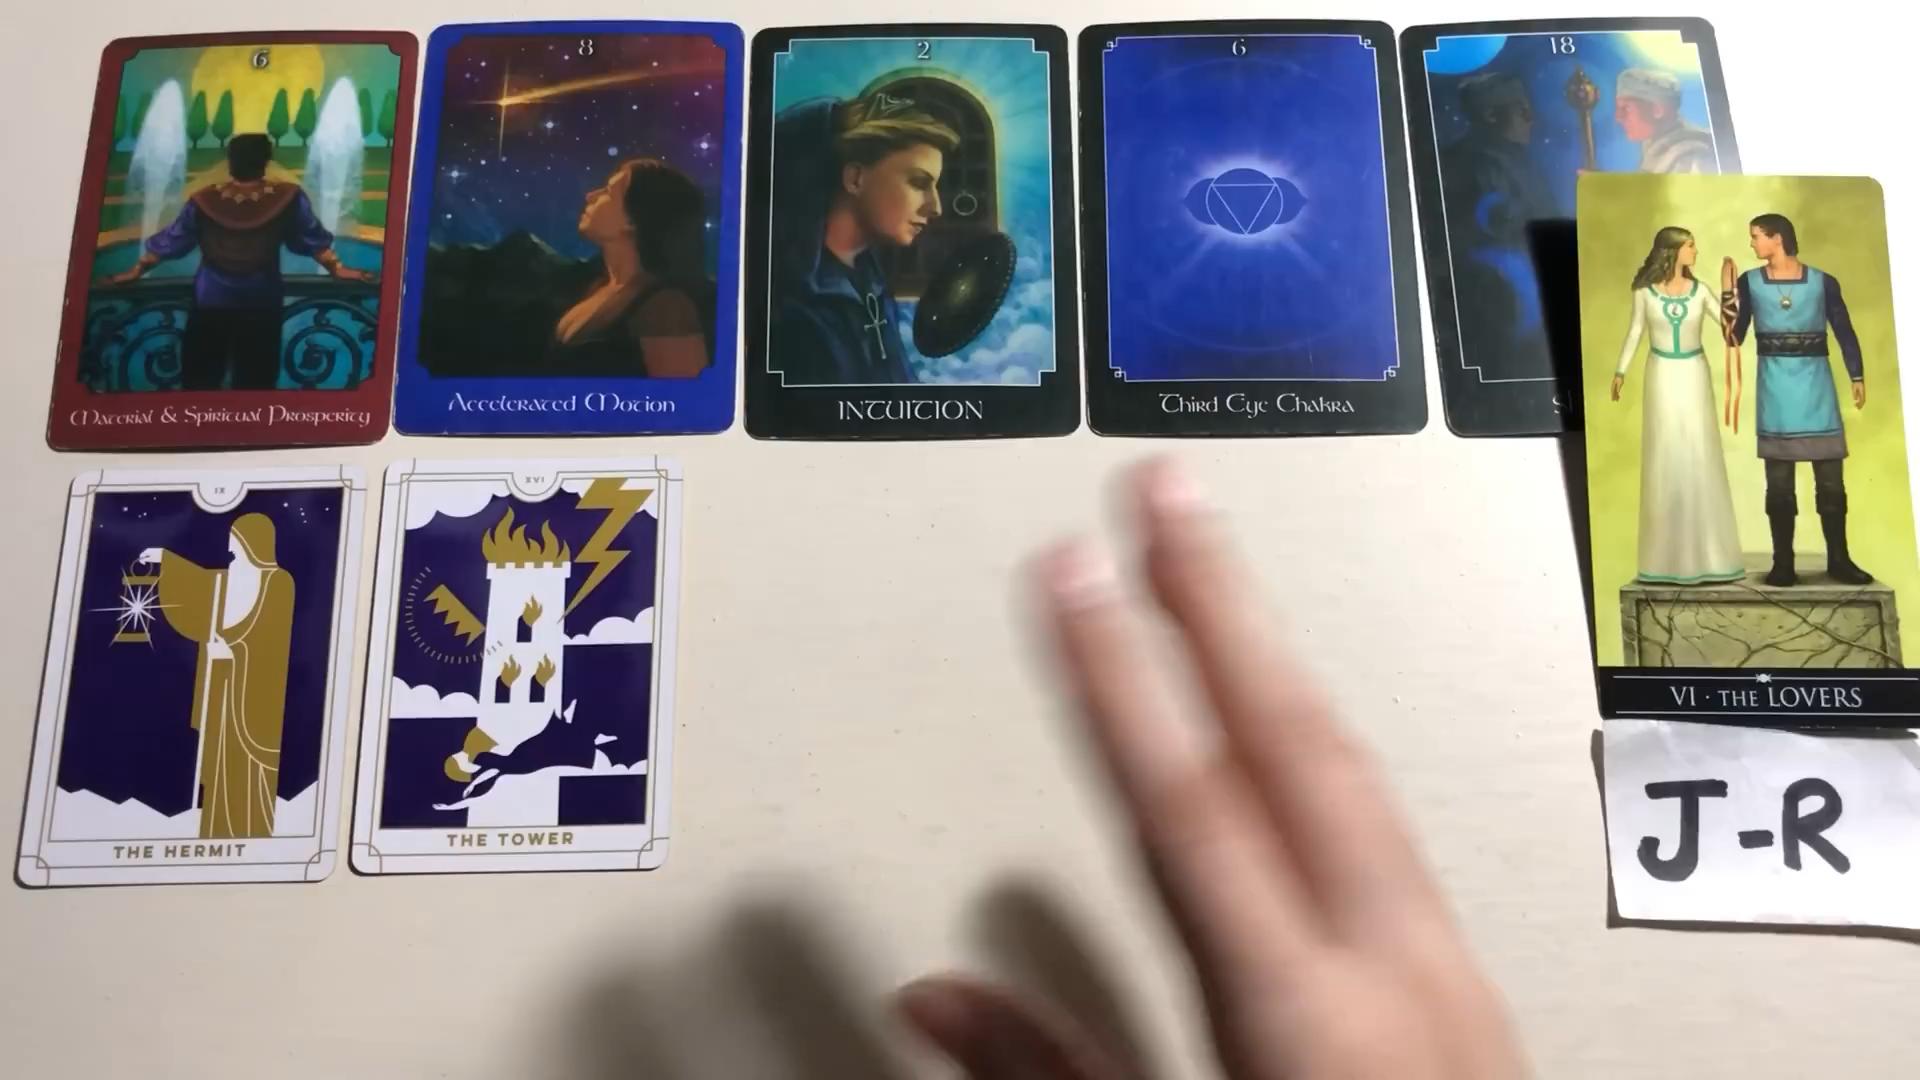 6
8
2
6
18
Material & Spiritual Prosperity
Accelerated Motion
INTUITION
Third Eye Chakra
IX
XVI
THE HERMIT
THE TOWER
VI · THE LOVERS
J-R